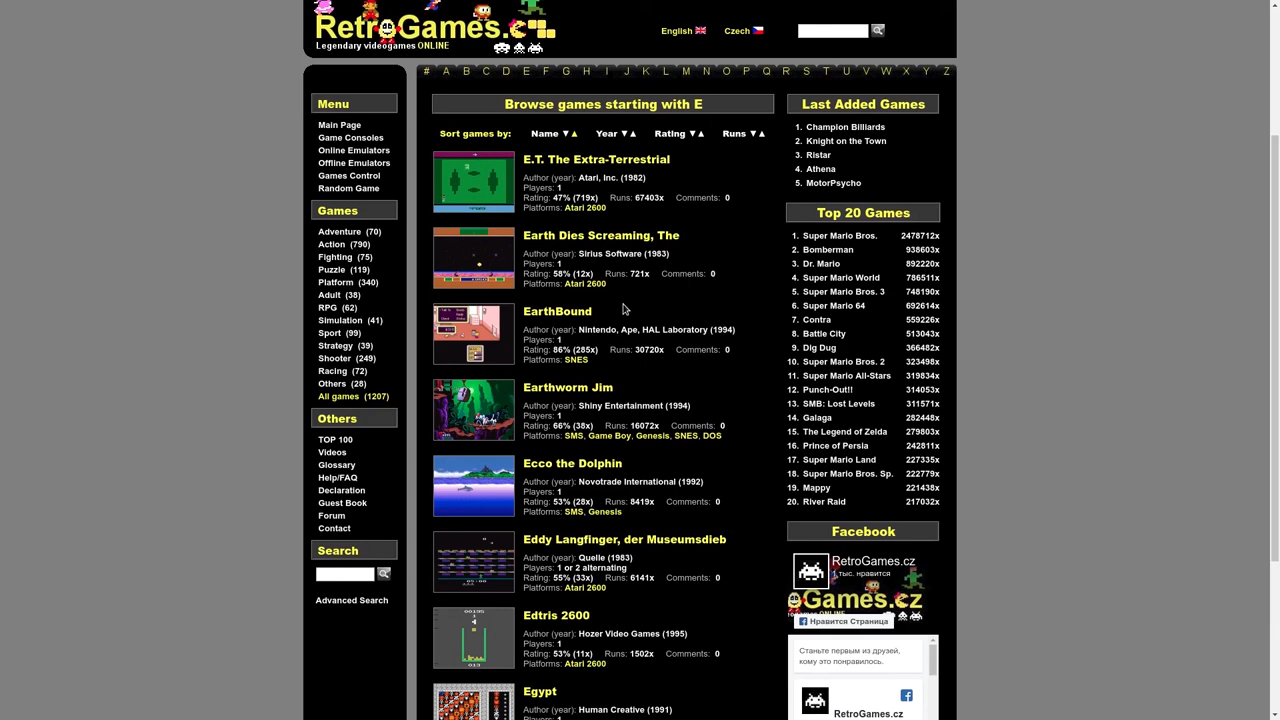 RetroGames.cz
Legendary videogames ONLINE
English
Czech
# A B C D E F G H I J K L M N O P Q R S T U V W X Y Z
Menu
Main Page
Game Consoles
Online Emulators
Offline Emulators
Games Control
Random Game
Games
Adventure (70)
Action (790)
Fighting (75)
Puzzle (119)
Platform (340)
Adult (38)
RPG (62)
Simulation (41)
Sport (99)
Strategy (39)
Shooter (249)
Racing (72)
Others (28)
All games (1207)
Others
TOP 100
Videos
Glossary
Help/FAQ
Declaration
Guest Book
Forum
Contact
Search
Advanced Search
Browse games starting with E
Sort games by: Name ▼▲ Year ▼▲ Rating ▼▲ Runs ▼▲
E.T. The Extra-Terrestrial
Author (year): Atari, Inc. (1982)
Players: 1
Rating: 47% (719x) Runs: 67403x Comments: 0
Platforms: Atari 2600
Earth Dies Screaming, The
Author (year): Sirius Software (1983)
Players: 1
Rating: 58% (12x) Runs: 721x Comments: 0
Platforms: Atari 2600
EarthBound
Author (year): Nintendo, Ape, HAL Laboratory (1994)
Players: 1
Rating: 86% (285x) Runs: 30720x Comments: 0
Platforms: SNES
Earthworm Jim
Author (year): Shiny Entertainment (1994)
Players: 1
Rating: 66% (38x) Runs: 16072x Comments: 0
Platforms: SMS, Game Boy, Genesis, SNES, DOS
Ecco the Dolphin
Author (year): Novotrade International (1992)
Players: 1
Rating: 53% (28x) Runs: 8419x Comments: 0
Platforms: SMS, Genesis
Eddy Langfinger, der Museumsdieb
Author (year): Quelle (1983)
Players: 1 or 2 alternating
Rating: 55% (33x) Runs: 6141x Comments: 0
Platforms: Atari 2600
Edtris 2600
Author (year): Hozer Video Games (1995)
Players: 1
Rating: 53% (11x) Runs: 1502x Comments: 0
Platforms: Atari 2600
Egypt
Author (year): Human Creative (1991)
Players: 1
Last Added Games
1. Champion Billiards
2. Knight on the Town
3. Ristar
4. Athena
5. MotorPsycho
Top 20 Games
1. Super Mario Bros. 2478712x
2. Bomberman 938603x
3. Dr. Mario 892220x
4. Super Mario World 786511x
5. Super Mario Bros. 3 748190x
6. Super Mario 64 692614x
7. Contra 559226x
8. Battle City 513043x
9. Dig Dug 366482x
10. Super Mario Bros. 2 323498x
11. Super Mario All-Stars 319834x
12. Punch-Out!! 314053x
13. SMB: Lost Levels 311571x
14. Galaga 282448x
15. The Legend of Zelda 279803x
16. Prince of Persia 242811x
17. Super Mario Land 227335x
18. Super Mario Bros. Sp. 222779x
19. Mappy 221438x
20. River Raid 217032x
Facebook
RetroGames.cz
1 тыс. нравится
Games.cz
Нравится Страница
Станьте первым из друзей,
кому это понравилось.
RetroGames.cz